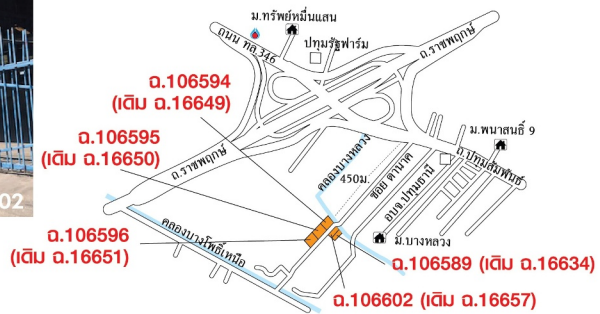 ม.ทรัพย์หมื่นแสน
ถนน ทล.346
ปทุมรัฐฟาร์ม
ถ.ราชพฤกษ์
ฉ.106594
(เดิม ฉ.16649)
ฉ.106595
(เดิม ฉ.16650)
ม.พนาสนธิ์ 9
ถ.ปทุมสัมพันธ์
คลองบางหลวง
450ม.
ซอย ดามาค
อบจ.ปทุมธานี
ถ.ราชพฤกษ์
02
ฉ.106596
(เดิม ฉ.16651)
คลองบางโพธิ์เหนือ
ม.บางหลวง
ฉ.106589 (เดิม ฉ.16634)
ฉ.106602 (เดิม ฉ.16657)